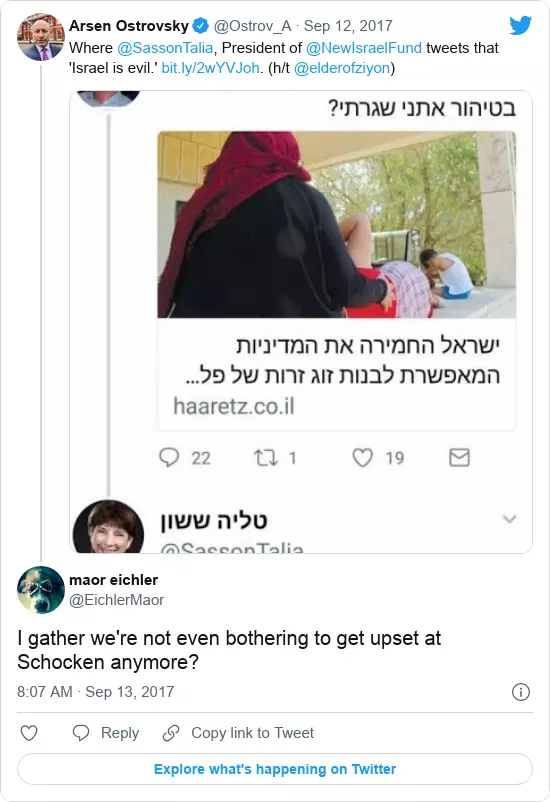 Arsen Ostrovsky @Ostrov_A · Sep 12, 2017
Where @SassonTalia, President of @NewIsraelFund tweets that
'Israel is evil.' bit.ly/2wYVJoh. (h/t @elderofziyon)
בטיהור אתני שגרתי?
ישראל החמירה את המדיניות
המאפשרת לבנות זוג זרות של פל...
haaretz.co.il
22 1 19
טליה ששון
@SassonTalia
maor eichler
@EichlerMaor
I gather we're not even bothering to get upset at
Schocken anymore?
8:07 AM · Sep 13, 2017
Reply Copy link to Tweet
Explore what's happening on Twitter